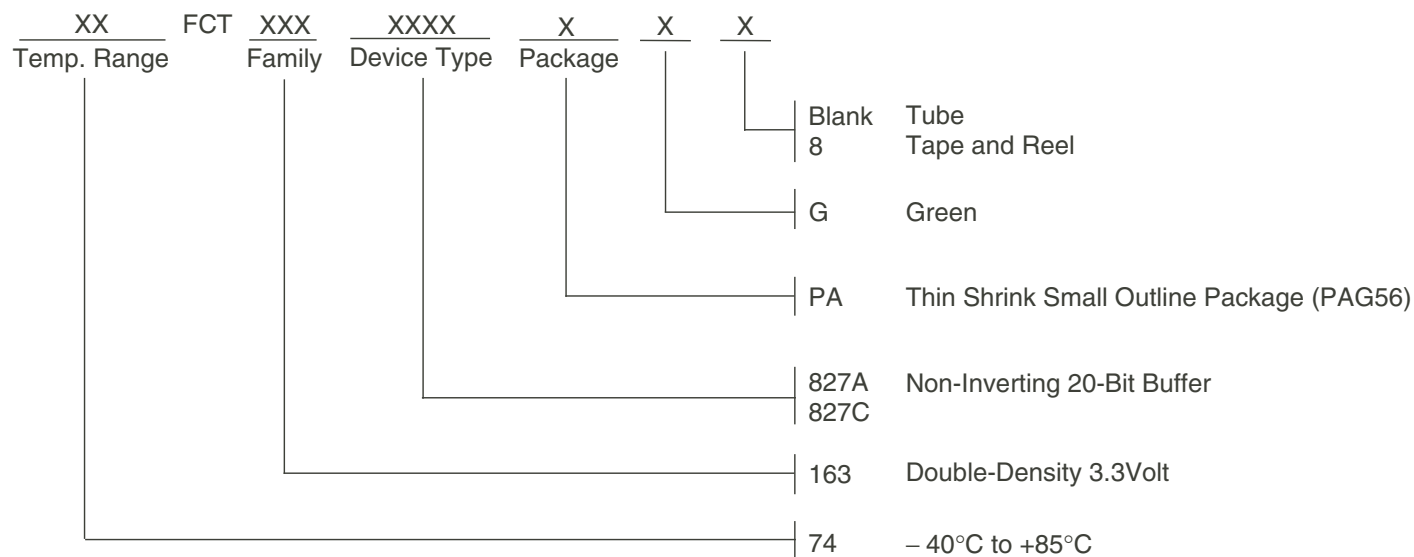 XX FCT XXX XXXX X X X
Temp. Range Family Device Type Package
Blank Tube
8 Tape and Reel
G Green
PA Thin Shrink Small Outline Package (PAG56)
827A Non-Inverting 20-Bit Buffer
827C
163 Double-Density 3.3Volt
74 – 40°C to +85°C